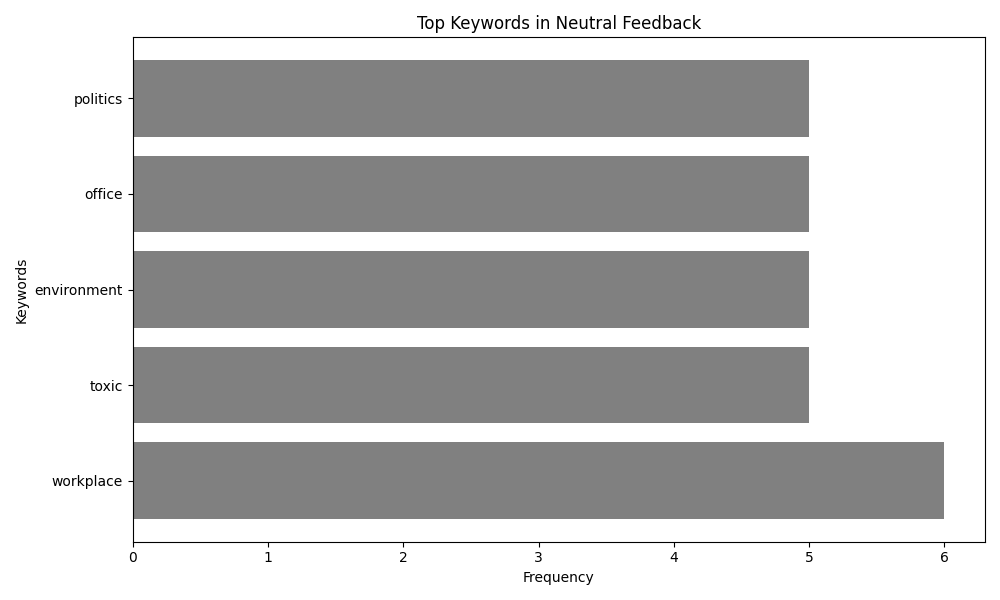 Top Keywords in Neutral Feedback
Keywords
politics
office
environment
toxic
workplace
0 1 2 3 4 5 6
Frequency